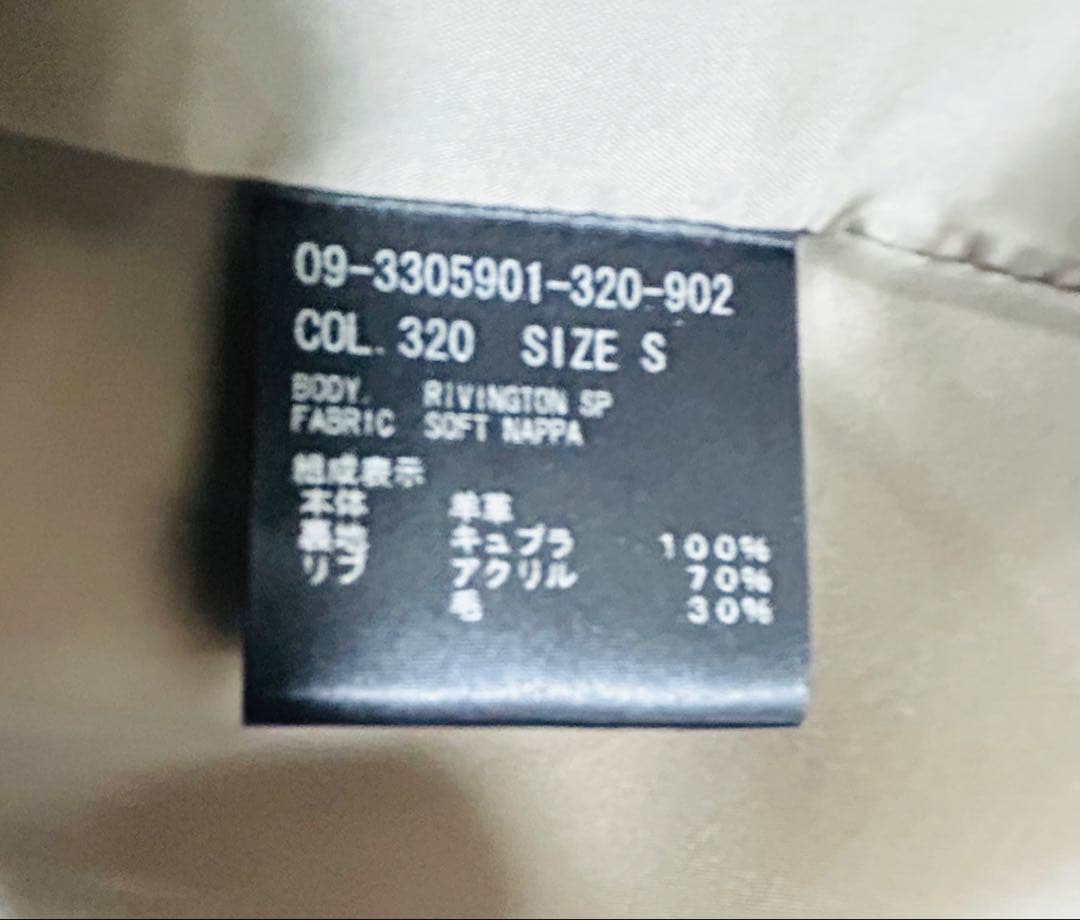 09-3305901-320-902
COL. 320 SIZE S
BODY. RIVINGTON SP
FABRIC SOFT NAPPA
組成表示
本体 羊革
裏地 キュプラ 100%
リブ アクリル 70%
毛 30%